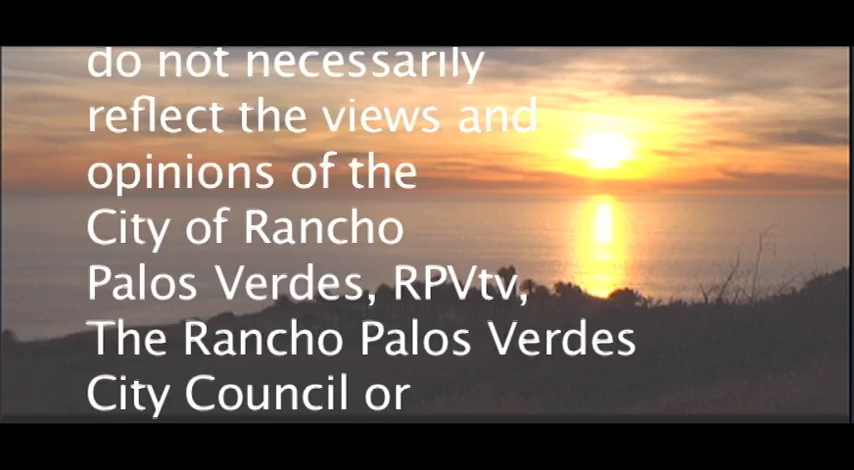 do not necessarily
reflect the views and
opinions of the
City of Rancho
Palos Verdes, RPVtv,
The Rancho Palos Verdes
City Council or